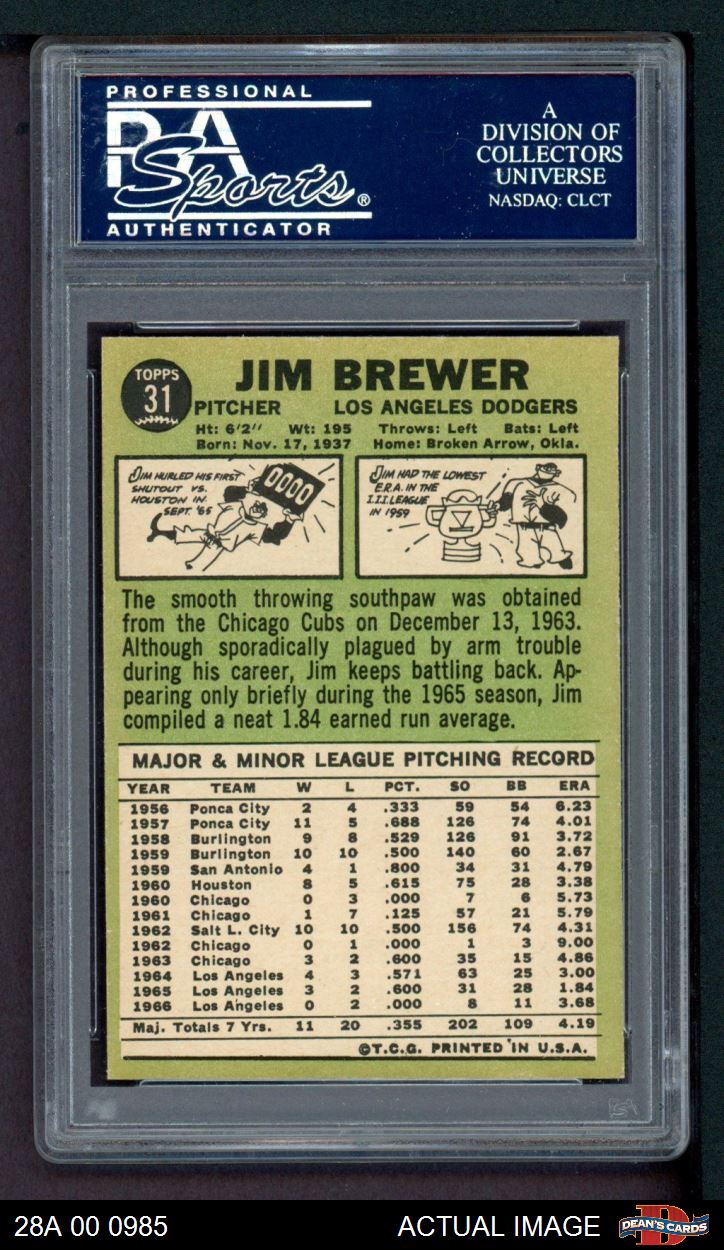 PROFESSIONAL
PSA
Sports®
AUTHENTICATOR
A
DIVISION OF
COLLECTORS
UNIVERSE
NASDAQ: CLCT
TOPPS
31
JIM BREWER
PITCHER LOS ANGELES DODGERS
Ht: 6'2" Wt: 195 Throws: Left Bats: Left
Born: Nov. 17, 1937 Home: Broken Arrow, Okla.
JIM HURLED HIS FIRST
SHUTOUT VS.
HOUSTON IN
SEPT. '65
0000
JIM HAD THE LOWEST
E.R.A. IN THE
I.I.I. LEAGUE
IN 1959
The smooth throwing southpaw was obtained
from the Chicago Cubs on December 13, 1963.
Although sporadically plagued by arm trouble
during his career, Jim keeps battling back. Ap-
pearing only briefly during the 1965 season, Jim
compiled a neat 1.84 earned run average.
MAJOR & MINOR LEAGUE PITCHING RECORD
YEAR TEAM W L PCT. SO BB ERA
1956 Ponca City 2 4 .333 59 54 6.23
1957 Ponca City 11 5 .688 126 74 4.01
1958 Burlington 9 8 .529 126 91 3.72
1959 Burlington 10 10 .500 140 60 2.67
1959 San Antonio 4 1 .800 34 31 4.79
1960 Houston 8 5 .615 75 28 3.38
1960 Chicago 0 3 .000 7 6 5.73
1961 Chicago 1 7 .125 57 21 5.79
1962 Salt L. City 10 10 .500 156 74 4.31
1962 Chicago 0 1 .000 1 3 9.00
1963 Chicago 3 2 .600 35 15 4.86
1964 Los Angeles 4 3 .571 63 25 3.00
1965 Los Angeles 3 2 .600 31 28 1.84
1966 Los Angeles 0 2 .000 8 11 3.68
Maj. Totals 7 Yrs. 11 20 .355 202 109 4.19
©T.C.G. PRINTED IN U.S.A.
PSA
28A 00 0985 ACTUAL IMAGE
D
DEAN'S CARDS